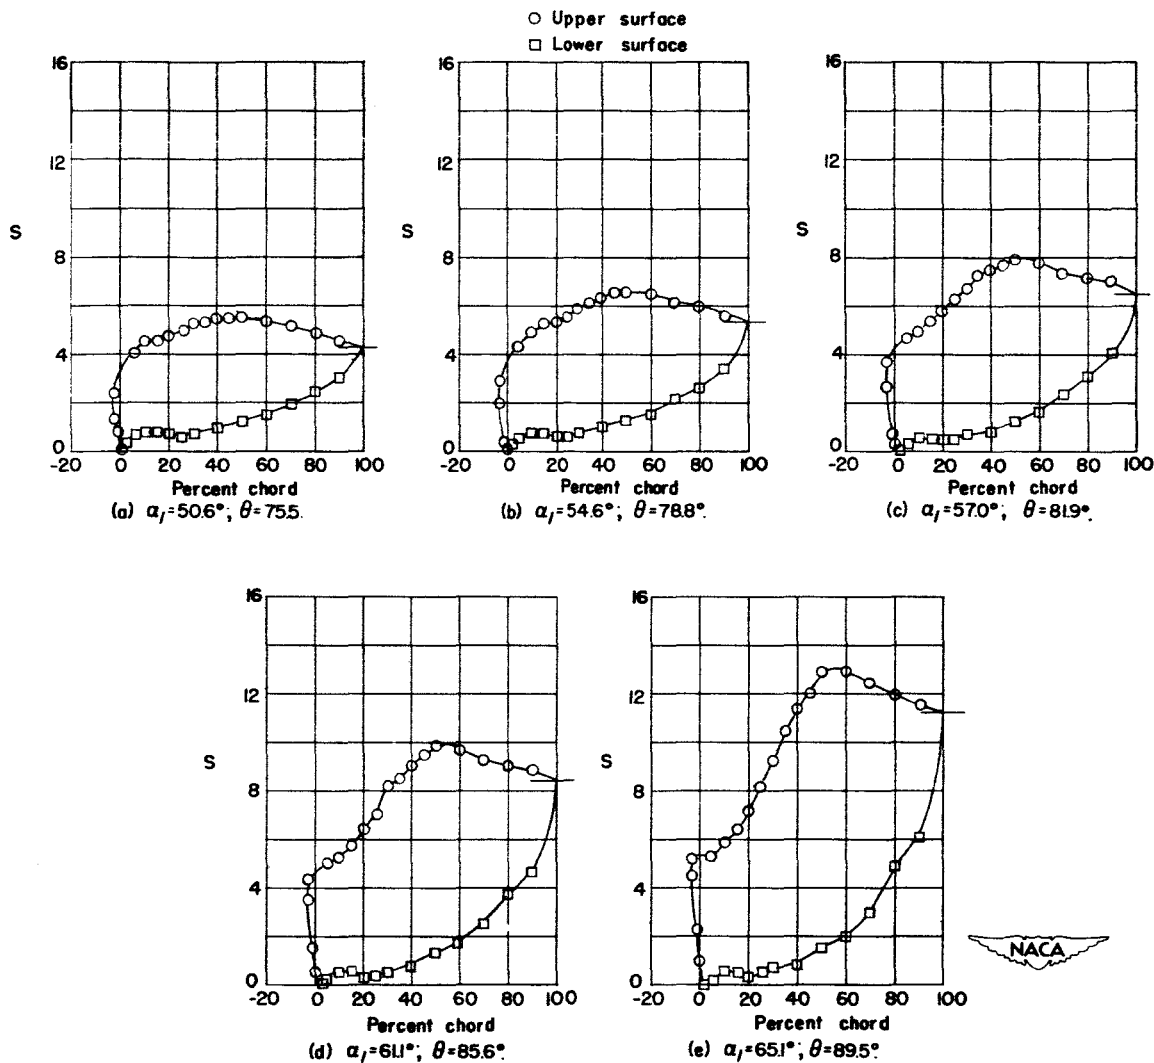 ○ Upper surface
□ Lower surface
16
12
S
8
4
0
-20 0 20 40 60 80 100
Percent chord
(a) α₁=50.6°; θ=75.5.
16
12
S
8
4
0
-20 0 20 40 60 80 100
Percent chord
(b) α₁=54.6°; θ=78.8°.
16
12
S
8
4
0
-20 0 20 40 60 80 100
Percent chord
(c) α₁=57.0°; θ=81.9°.
16
12
S
8
4
0
-20 0 20 40 60 80 100
Percent chord
(d) α₁=61.1°; θ=85.6°.
16
12
S
8
4
0
-20 0 20 40 60 80 100
Percent chord
(e) α₁=65.1°; θ=89.5°.
NACA